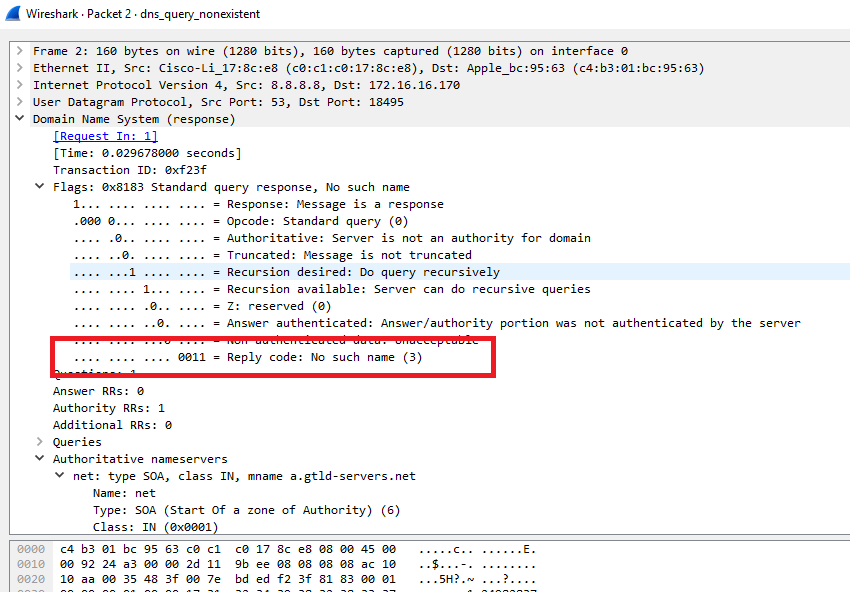 Wireshark · Packet 2 · dns_query_nonexistent
Frame 2: 160 bytes on wire (1280 bits), 160 bytes captured (1280 bits) on interface 0
Ethernet II, Src: Cisco-Li_17:8c:e8 (c0:c1:c0:17:8c:e8), Dst: Apple_bc:95:63 (c4:b3:01:bc:95:63)
Internet Protocol Version 4, Src: 8.8.8.8, Dst: 172.16.16.170
User Datagram Protocol, Src Port: 53, Dst Port: 18495
Domain Name System (response)
[Request In: 1]
[Time: 0.029678000 seconds]
Transaction ID: 0xf23f
Flags: 0x8183 Standard query response, No such name
1... .... .... .... = Response: Message is a response
.000 0... .... .... = Opcode: Standard query (0)
.... .0.. .... .... = Authoritative: Server is not an authority for domain
.... ..0. .... .... = Truncated: Message is not truncated
.... ...1 .... .... = Recursion desired: Do query recursively
.... .... 1... .... = Recursion available: Server can do recursive queries
.... .... .0.. .... = Z: reserved (0)
.... .... ..0. .... = Answer authenticated: Answer/authority portion was not authenticated by the server
.... .... ...0 .... = Non-authenticated data: Unacceptable
.... .... .... 0011 = Reply code: No such name (3)
Questions: 1
Answer RRs: 0
Authority RRs: 1
Additional RRs: 0
Queries
Authoritative nameservers
net: type SOA, class IN, mname a.gtld-servers.net
Name: net
Type: SOA (Start Of a zone of Authority) (6)
Class: IN (0x0001)
0000 c4 b3 01 bc 95 63 c0 c1 c0 17 8c e8 08 00 45 00 .....c.. ......E.
0010 00 92 24 a3 00 00 2d 11 9b ee 08 08 08 08 ac 10 ..$...-. ........
0020 10 aa 00 35 48 3f 00 7e bd ed f2 3f 81 83 00 01 ...5H?.~ ...?....